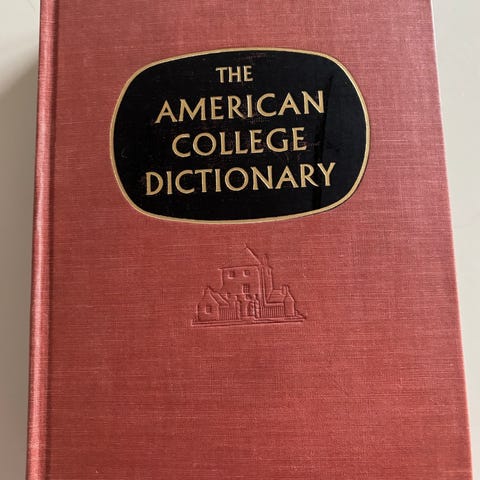 THE
AMERICAN
COLLEGE
DICTIONARY